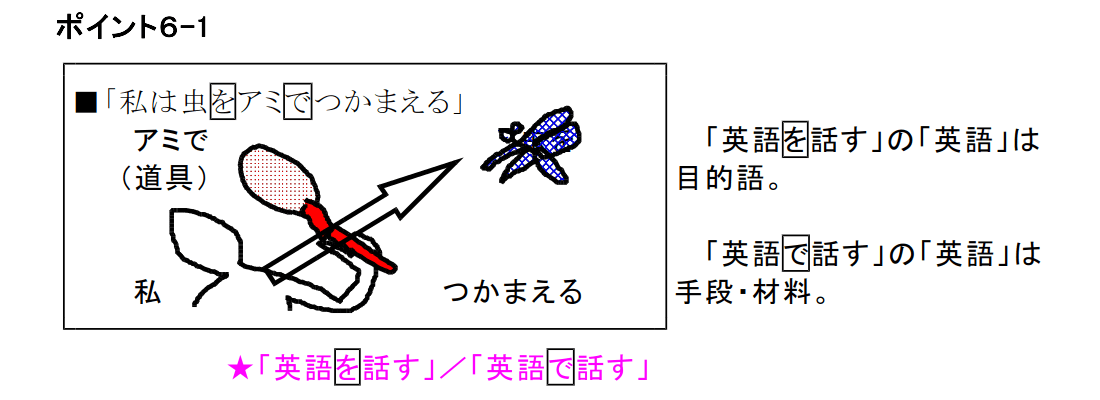 ポイント6-1
■「私は虫をアミでつかまえる」
アミで
（道具）
私
つかまえる
「英語を話す」の「英語」は
目的語。
「英語で話す」の「英語」は
手段・材料。
★「英語を話す」／「英語で話す」